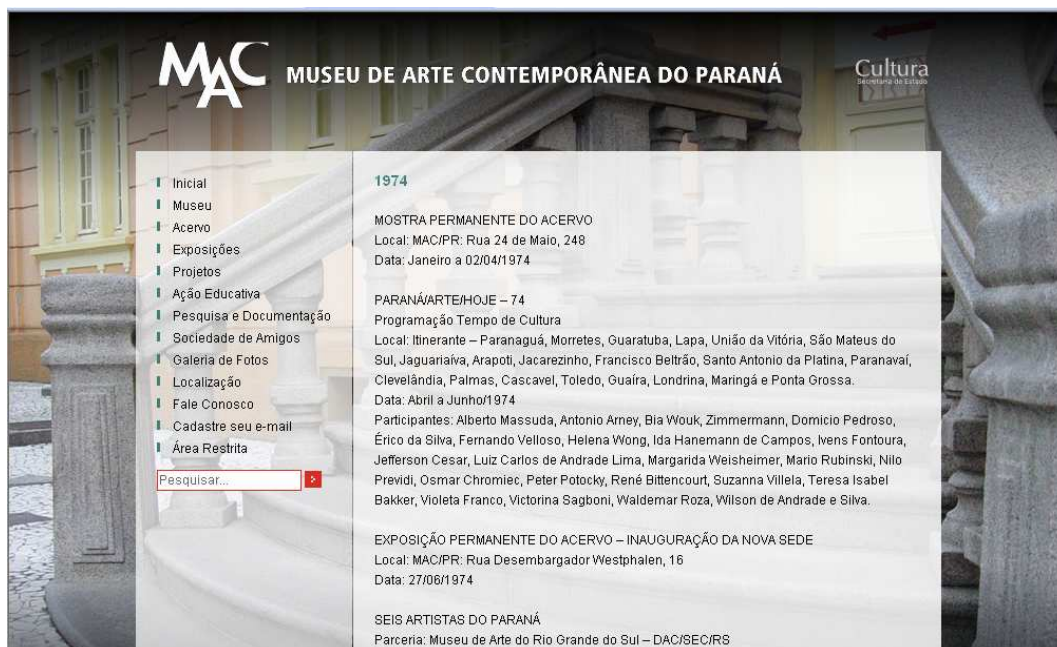 MAC MUSEU DE ARTE CONTEMPORÂNEA DO PARANÁ
Cultura
Secretaria de Estado
Inicial
Museu
Acervo
Exposições
Projetos
Ação Educativa
Pesquisa e Documentação
Sociedade de Amigos
Galeria de Fotos
Localização
Fale Conosco
Cadastre seu e-mail
Área Restrita
Pesquisar...
1974
MOSTRA PERMANENTE DO ACERVO
Local: MAC/PR: Rua 24 de Maio, 248
Data: Janeiro a 02/04/1974
PARANÁ/ARTE/HOJE – 74
Programação Tempo de Cultura
Local: Itinerante – Paranaguá, Morretes, Guaratuba, Lapa, União da Vitória, São Mateus do
Sul, Jaguariaíva, Arapoti, Jacarezinho, Francisco Beltrão, Santo Antonio da Platina, Paranavaí,
Clevelândia, Palmas, Cascavel, Toledo, Guaíra, Londrina, Maringá e Ponta Grossa.
Data: Abril a Junho/1974
Participantes: Alberto Massuda, Antonio Arney, Bia Wouk, Zimmermann, Domicio Pedroso,
Érico da Silva, Fernando Velloso, Helena Wong, Ida Hanemann de Campos, Ivens Fontoura,
Jefferson Cesar, Luiz Carlos de Andrade Lima, Margarida Weisheimer, Mario Rubinski, Nilo
Previdi, Osmar Chromiec, Peter Potocky, René Bittencourt, Suzanna Villela, Teresa Isabel
Bakker, Violeta Franco, Victorina Sagboni, Waldemar Roza, Wilson de Andrade e Silva.
EXPOSIÇÃO PERMANENTE DO ACERVO – INAUGURAÇÃO DA NOVA SEDE
Local: MAC/PR: Rua Desembargador Westphalen, 16
Data: 27/06/1974
SEIS ARTISTAS DO PARANÁ
Parceria: Museu de Arte do Rio Grande do Sul – DAC/SEC/RS